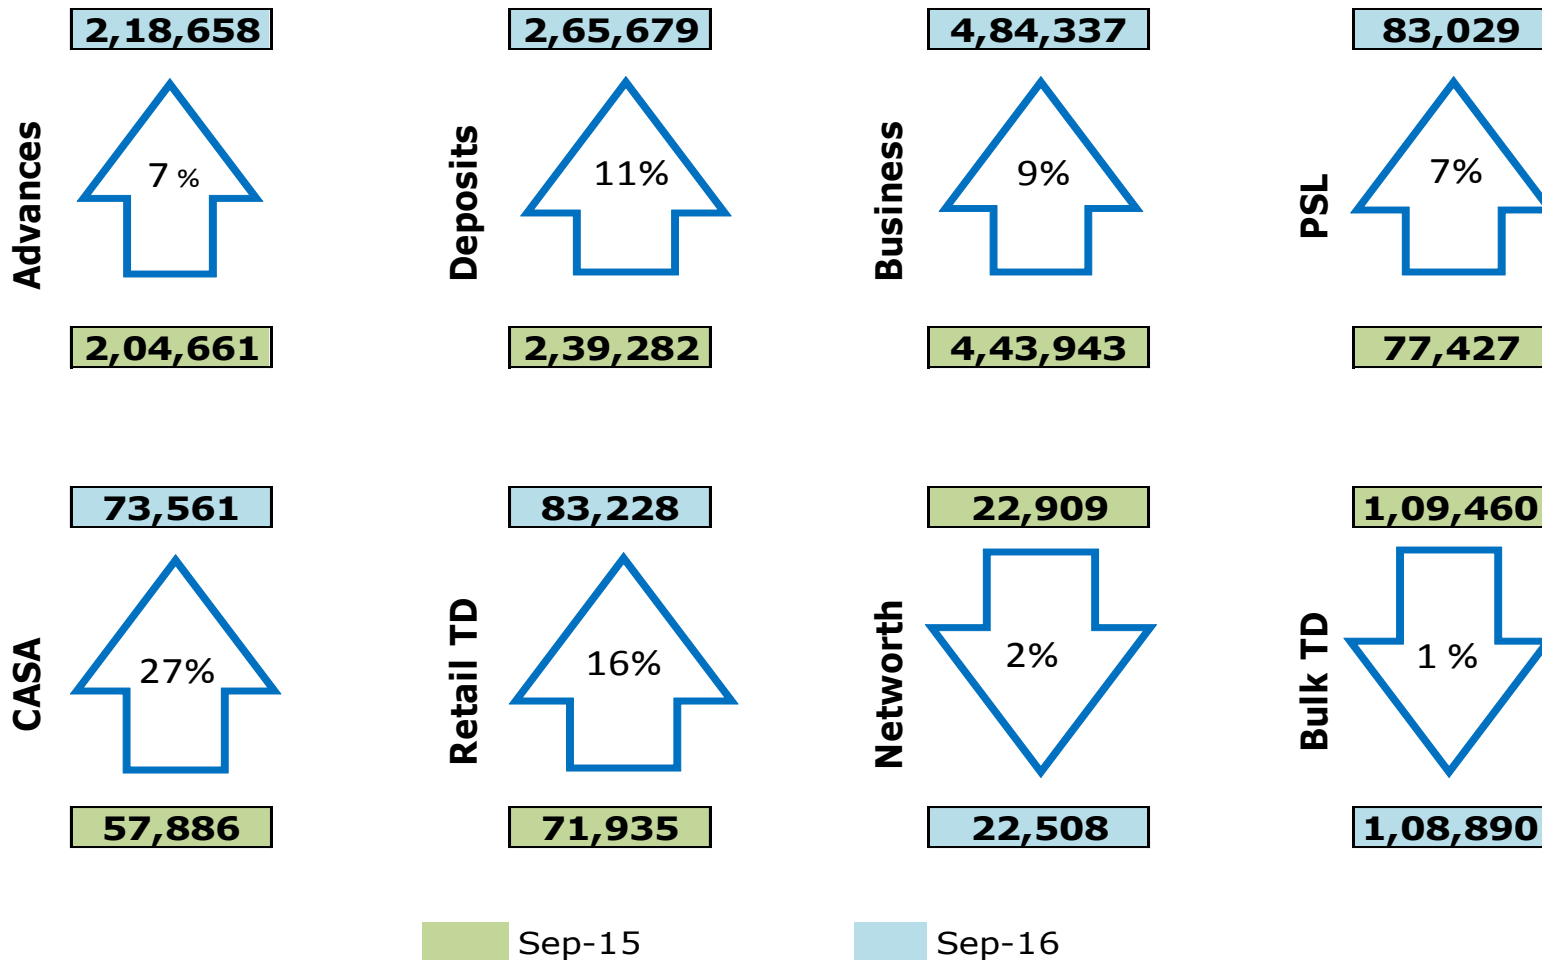 2,18,658 2,65,679 4,84,337 83,029
Advances 7 % Deposits 11% Business 9% PSL 7%
2,04,661 2,39,282 4,43,943 77,427
73,561 83,228 22,909 1,09,460
CASA 27% Retail TD 16% Networth 2% Bulk TD 1 %
57,886 71,935 22,508 1,08,890
Sep-15 Sep-16